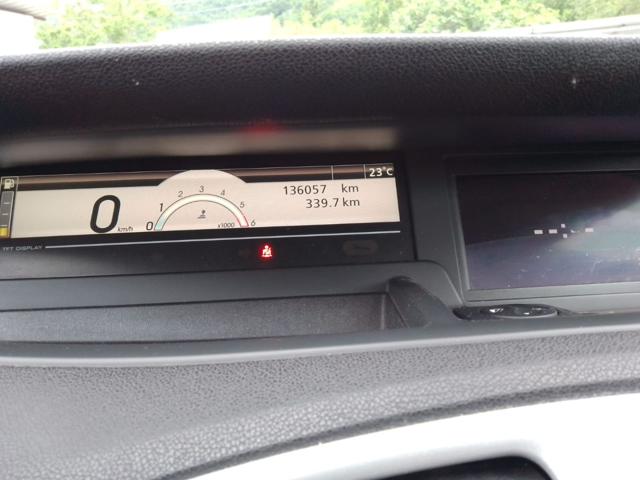 23°C
136057 km
339.7 km
0 km/h
0 1 2 3 4 5 6
x1000
TFT DISPLAY
--:--